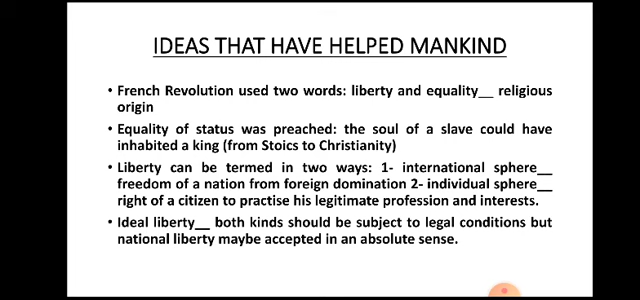 IDEAS THAT HAVE HELPED MANKIND
• French Revolution used two words: liberty and equality__ religious
origin
• Equality of status was preached: the soul of a slave could have
inhabited a king (from Stoics to Christianity)
• Liberty can be termed in two ways: 1- international sphere__
freedom of a nation from foreign domination 2- individual sphere__
right of a citizen to practise his legitimate profession and interests.
• Ideal liberty__ both kinds should be subject to legal conditions but
national liberty maybe accepted in an absolute sense.